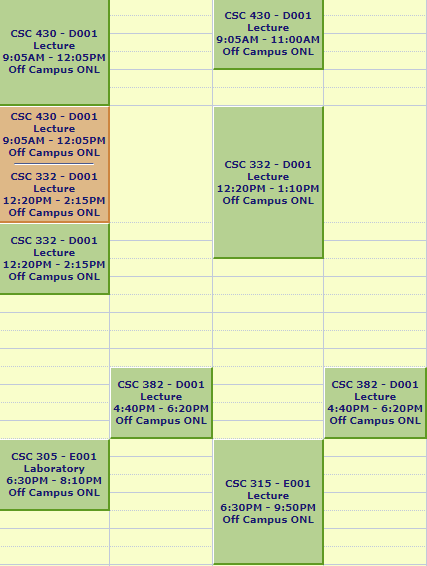 CSC 430 - D001
Lecture
9:05AM - 12:05PM
Off Campus ONL
CSC 430 - D001
Lecture
9:05AM - 11:00AM
Off Campus ONL
CSC 430 - D001
Lecture
9:05AM - 12:05PM
Off Campus ONL
CSC 332 - D001
Lecture
12:20PM - 2:15PM
Off Campus ONL
CSC 332 - D001
Lecture
12:20PM - 1:10PM
Off Campus ONL
CSC 332 - D001
Lecture
12:20PM - 2:15PM
Off Campus ONL
CSC 382 - D001
Lecture
4:40PM - 6:20PM
Off Campus ONL
CSC 382 - D001
Lecture
4:40PM - 6:20PM
Off Campus ONL
CSC 305 - E001
Laboratory
6:30PM - 8:10PM
Off Campus ONL
CSC 315 - E001
Lecture
6:30PM - 9:50PM
Off Campus ONL